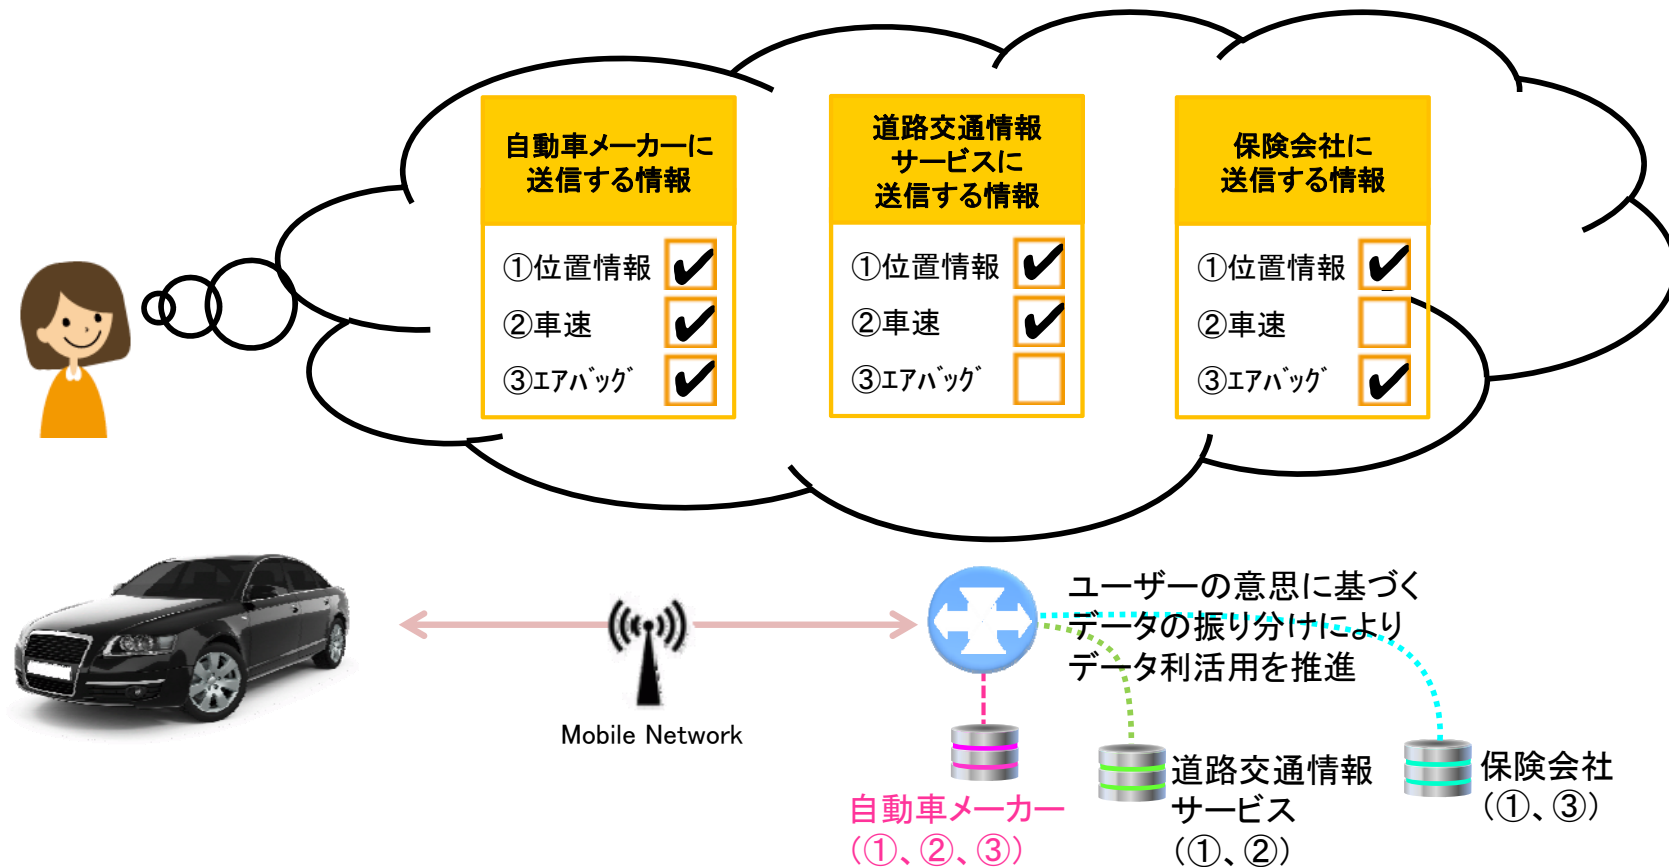 自動車メーカーに
送信する情報
①位置情報 ✔
②車速 ✔
③ｴｱﾊﾞｯｸﾞ ✔
道路交通情報
サービスに
送信する情報
①位置情報 ✔
②車速 ✔
③ｴｱﾊﾞｯｸﾞ
保険会社に
送信する情報
①位置情報 ✔
②車速
③ｴｱﾊﾞｯｸﾞ ✔
ユーザーの意思に基づく
データの振り分けにより
データ利活用を推進
Mobile Network
自動車メーカー
(①、②、③)
道路交通情報
サービス
(①、②)
保険会社
(①、③)